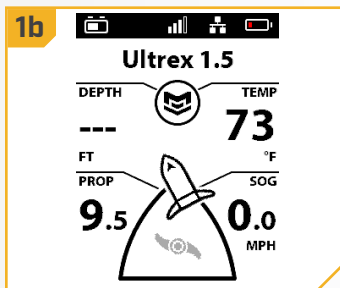 1b
Ultrex 1.5
DEPTH
TEMP
---
73
FT
°F
PROP
SOG
9.5
0.0
MPH